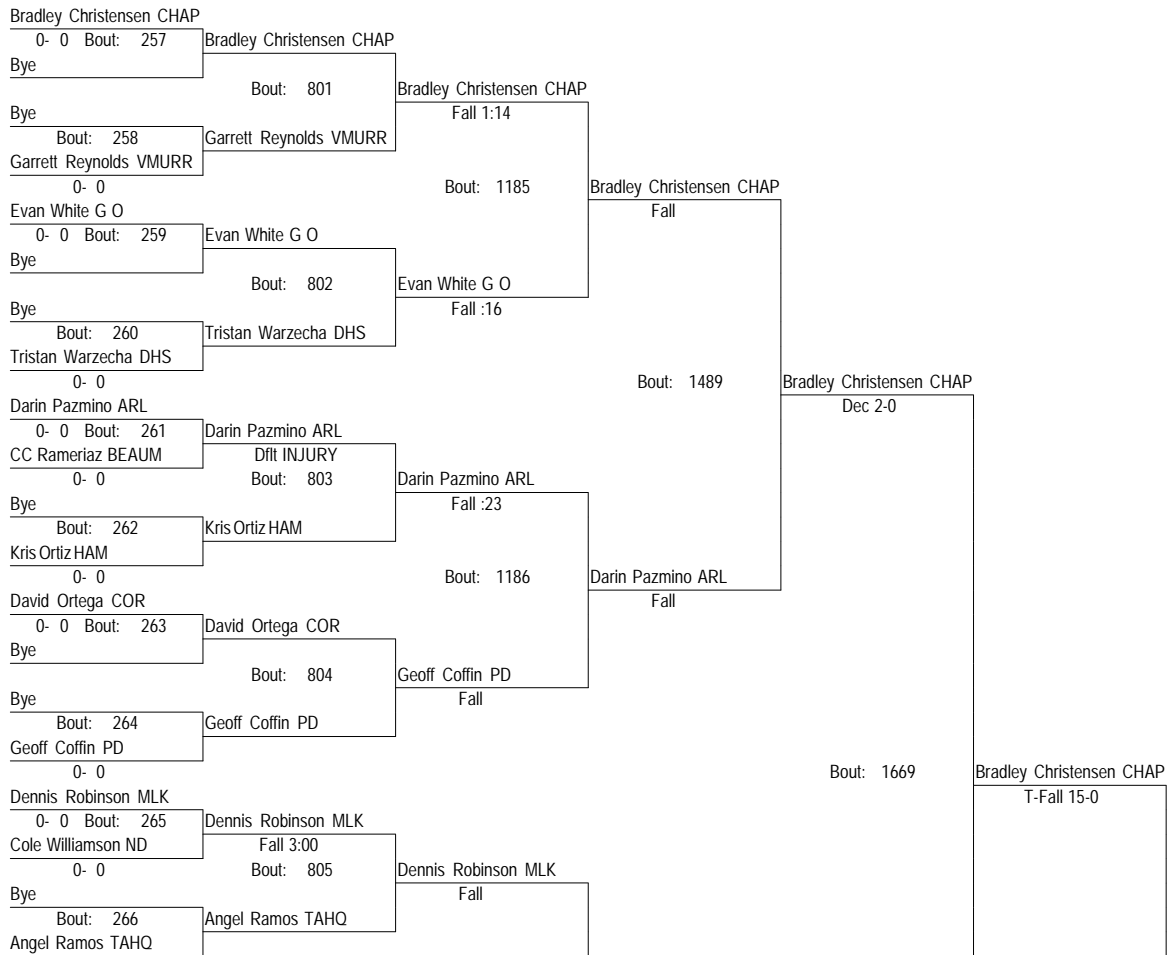 Bradley Christensen CHAP
0- 0 Bout: 257 Bradley Christensen CHAP
Bye
Bout: 801 Bradley Christensen CHAP
Bye Fall 1:14
Bout: 258 Garrett Reynolds VMURR
Garrett Reynolds VMURR
0- 0 Bout: 1185 Bradley Christensen CHAP
Evan White G O Fall
0- 0 Bout: 259 Evan White G O
Bye
Bout: 802 Evan White G O
Bye Fall :16
Bout: 260 Tristan Warzecha DHS
Tristan Warzecha DHS
0- 0 Bout: 1489 Bradley Christensen CHAP
Darin Pazmino ARL Dec 2-0
0- 0 Bout: 261 Darin Pazmino ARL
CC Rameriaz BEAUM Dflt INJURY
0- 0 Bout: 803 Darin Pazmino ARL
Bye Fall :23
Bout: 262 Kris Ortiz HAM
Kris Ortiz HAM
0- 0 Bout: 1186 Darin Pazmino ARL
David Ortega COR Fall
0- 0 Bout: 263 David Ortega COR
Bye
Bout: 804 Geoff Coffin PD
Bye Fall
Bout: 264 Geoff Coffin PD
Geoff Coffin PD
0- 0 Bout: 1669 Bradley Christensen CHAP
Dennis Robinson MLK T-Fall 15-0
0- 0 Bout: 265 Dennis Robinson MLK
Cole Williamson ND Fall 3:00
0- 0 Bout: 805 Dennis Robinson MLK
Bye Fall
Bout: 266 Angel Ramos TAHQ
Angel Ramos TAHQ